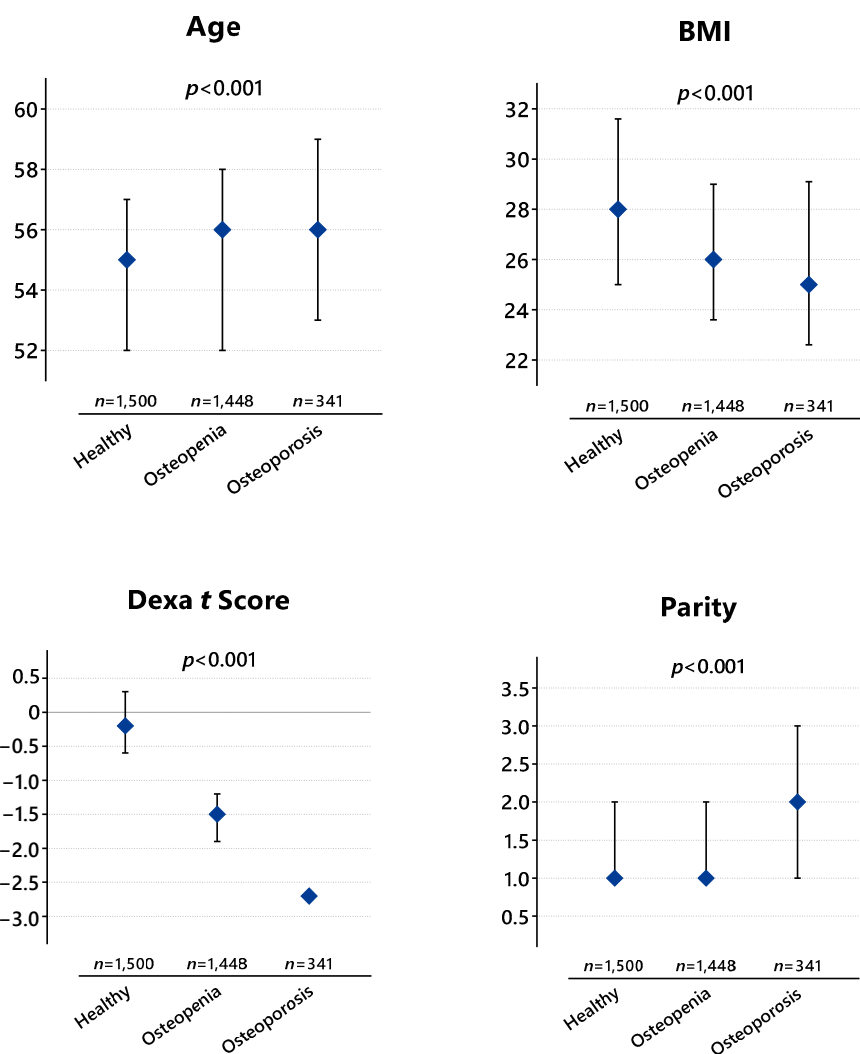 Age
p<0.001
60
58
56
54
52
n=1,500 n=1,448 n=341
Healthy
Osteopenia
Osteoporosis
BMI
p<0.001
32
30
28
26
24
22
n=1,500 n=1,448 n=341
Healthy
Osteopenia
Osteoporosis
Dexa t Score
p<0.001
0.5
0
−0.5
−1.0
−1.5
−2.0
−2.5
−3.0
n=1,500 n=1,448 n=341
Healthy
Osteopenia
Osteoporosis
Parity
p<0.001
3.5
3.0
2.5
2.0
1.5
1.0
0.5
n=1,500 n=1,448 n=341
Healthy
Osteopenia
Osteoporosis